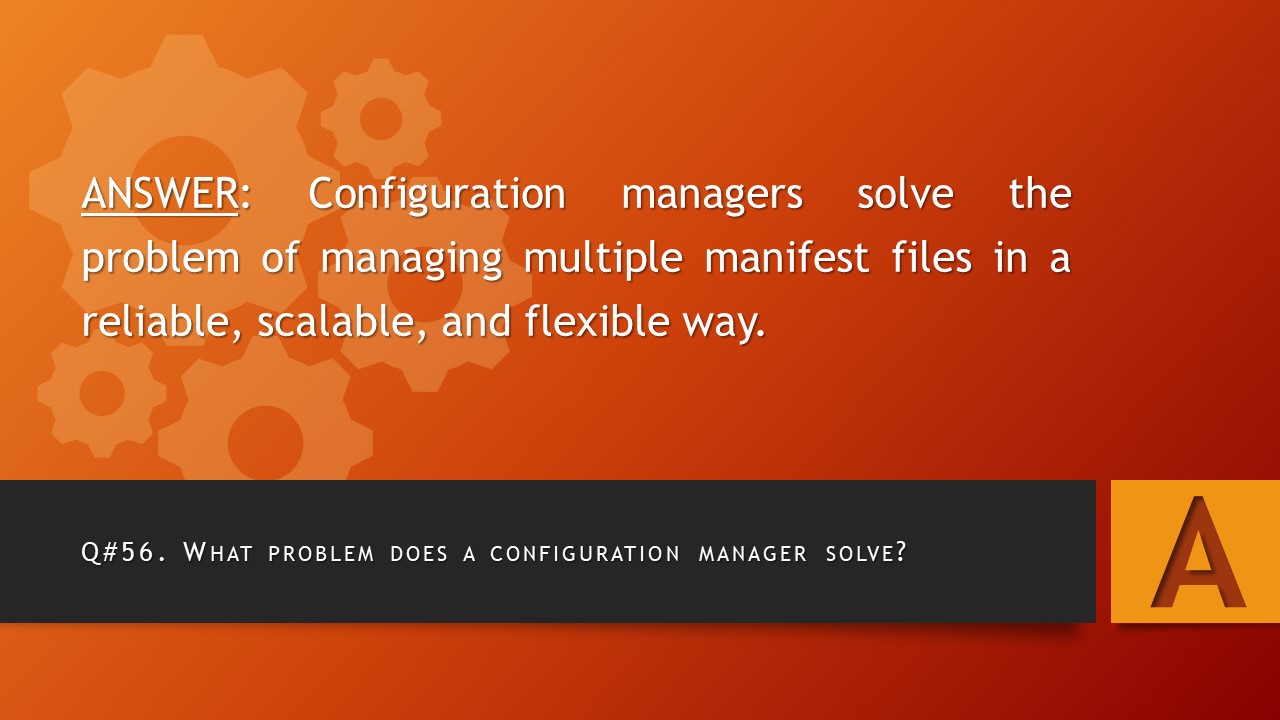 ANSWER: Configuration managers solve the
problem of managing multiple manifest files in a
reliable, scalable, and flexible way.
Q#56. What problem does a configuration manager solve?
A